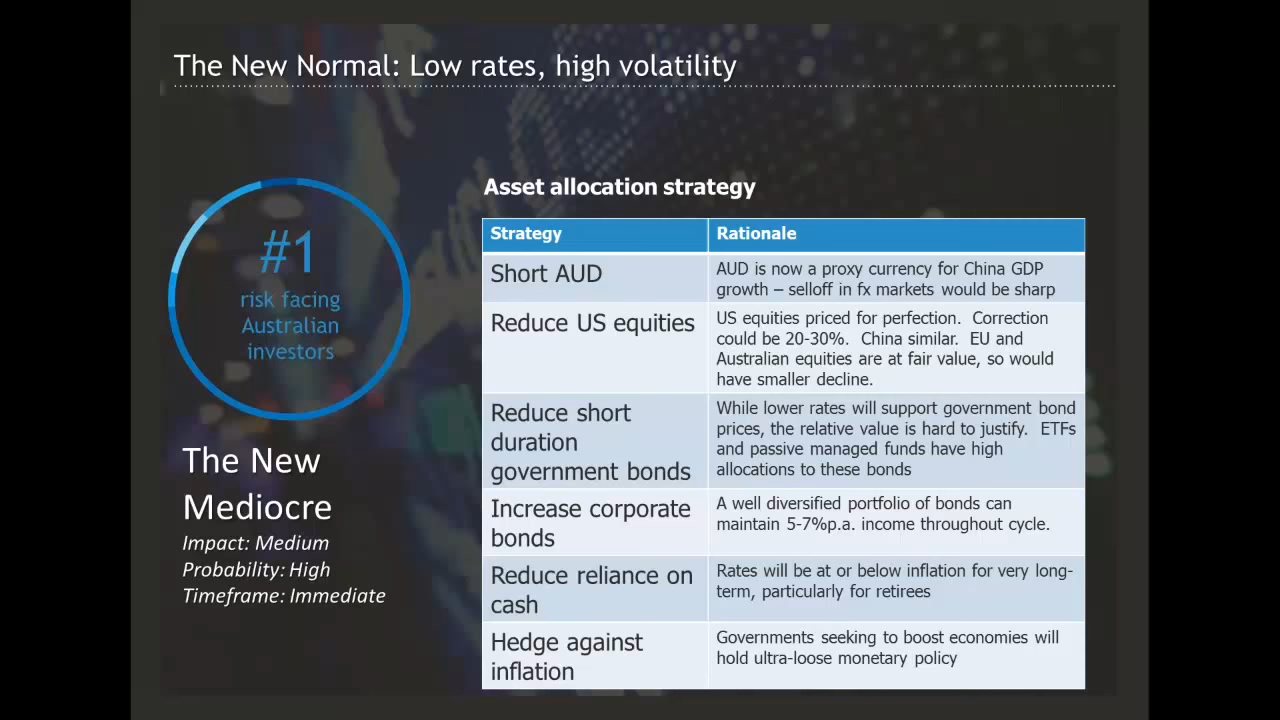 The New Normal: Low rates, high volatility
#1
risk facing
Australian
investors
The New
Mediocre
Impact: Medium
Probability: High
Timeframe: Immediate
Asset allocation strategy
Strategy
Rationale
Short AUD
AUD is now a proxy currency for China GDP
growth – selloff in fx markets would be sharp
Reduce US equities
US equities priced for perfection.  Correction
could be 20-30%.  China similar.  EU and
Australian equities are at fair value, so would
have smaller decline.
Reduce short
duration
government bonds
While lower rates will support government bond
prices, the relative value is hard to justify.  ETFs
and passive managed funds have high
allocations to these bonds
Increase corporate
bonds
A well diversified portfolio of bonds can
maintain 5-7%p.a. income throughout cycle.
Reduce reliance on
cash
Rates will be at or below inflation for very long-
term, particularly for retirees
Hedge against
inflation
Governments seeking to boost economies will
hold ultra-loose monetary policy